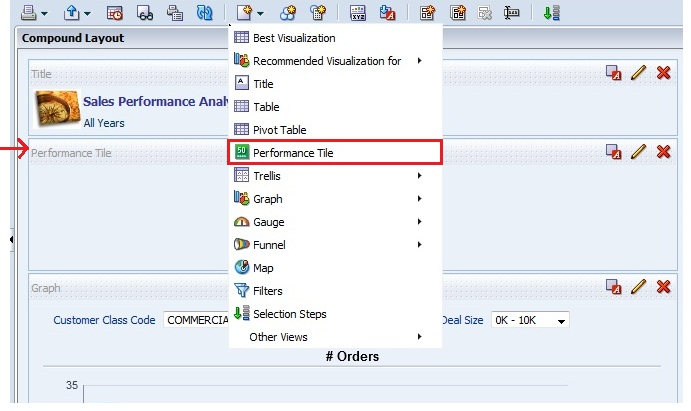 Compound Layout
Title
Sales Performance Anal
All Years
Performance Tile
Best Visualization
Recommended Visualization for
Title
Table
Pivot Table
Performance Tile
Trellis
Graph
Gauge
Funnel
Map
Filters
Selection Steps
Other Views
Graph
Customer Class Code COMMERCIA Deal Size 0K - 10K
# Orders
35